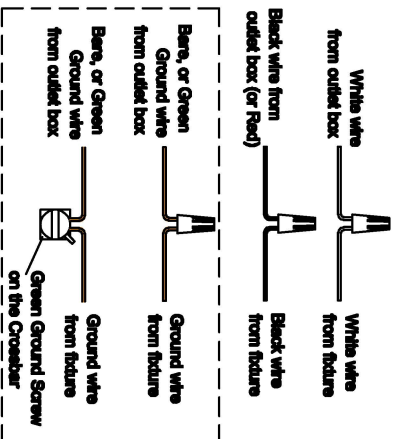 White wire
from outlet box
White wire
from fixture
Black wire from
outlet box (or Red)
Black wire
from fixture
Bare, or Green
Ground wire
from outlet box
Ground wire
from fixture
Bare, or Green
Ground wire
from outlet box
Ground wire
from fixture
Green Ground Screw
on the Crossbar